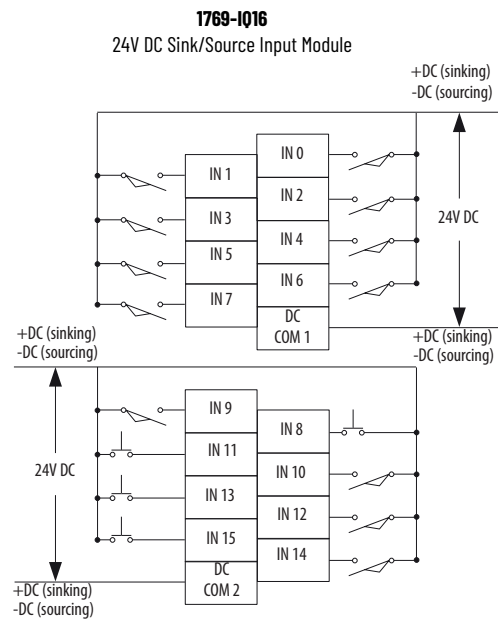 1769-IQ16
24V DC Sink/Source Input Module
+DC (sinking)
-DC (sourcing)
IN 0
IN 1
IN 2
IN 3
24V DC
IN 4
IN 5
IN 6
IN 7
DC
COM 1
+DC (sinking)
-DC (sourcing)
+DC (sinking)
-DC (sourcing)
IN 9
IN 8
IN 11
24V DC
IN 10
IN 13
IN 12
IN 15
IN 14
DC
COM 2
+DC (sinking)
-DC (sourcing)